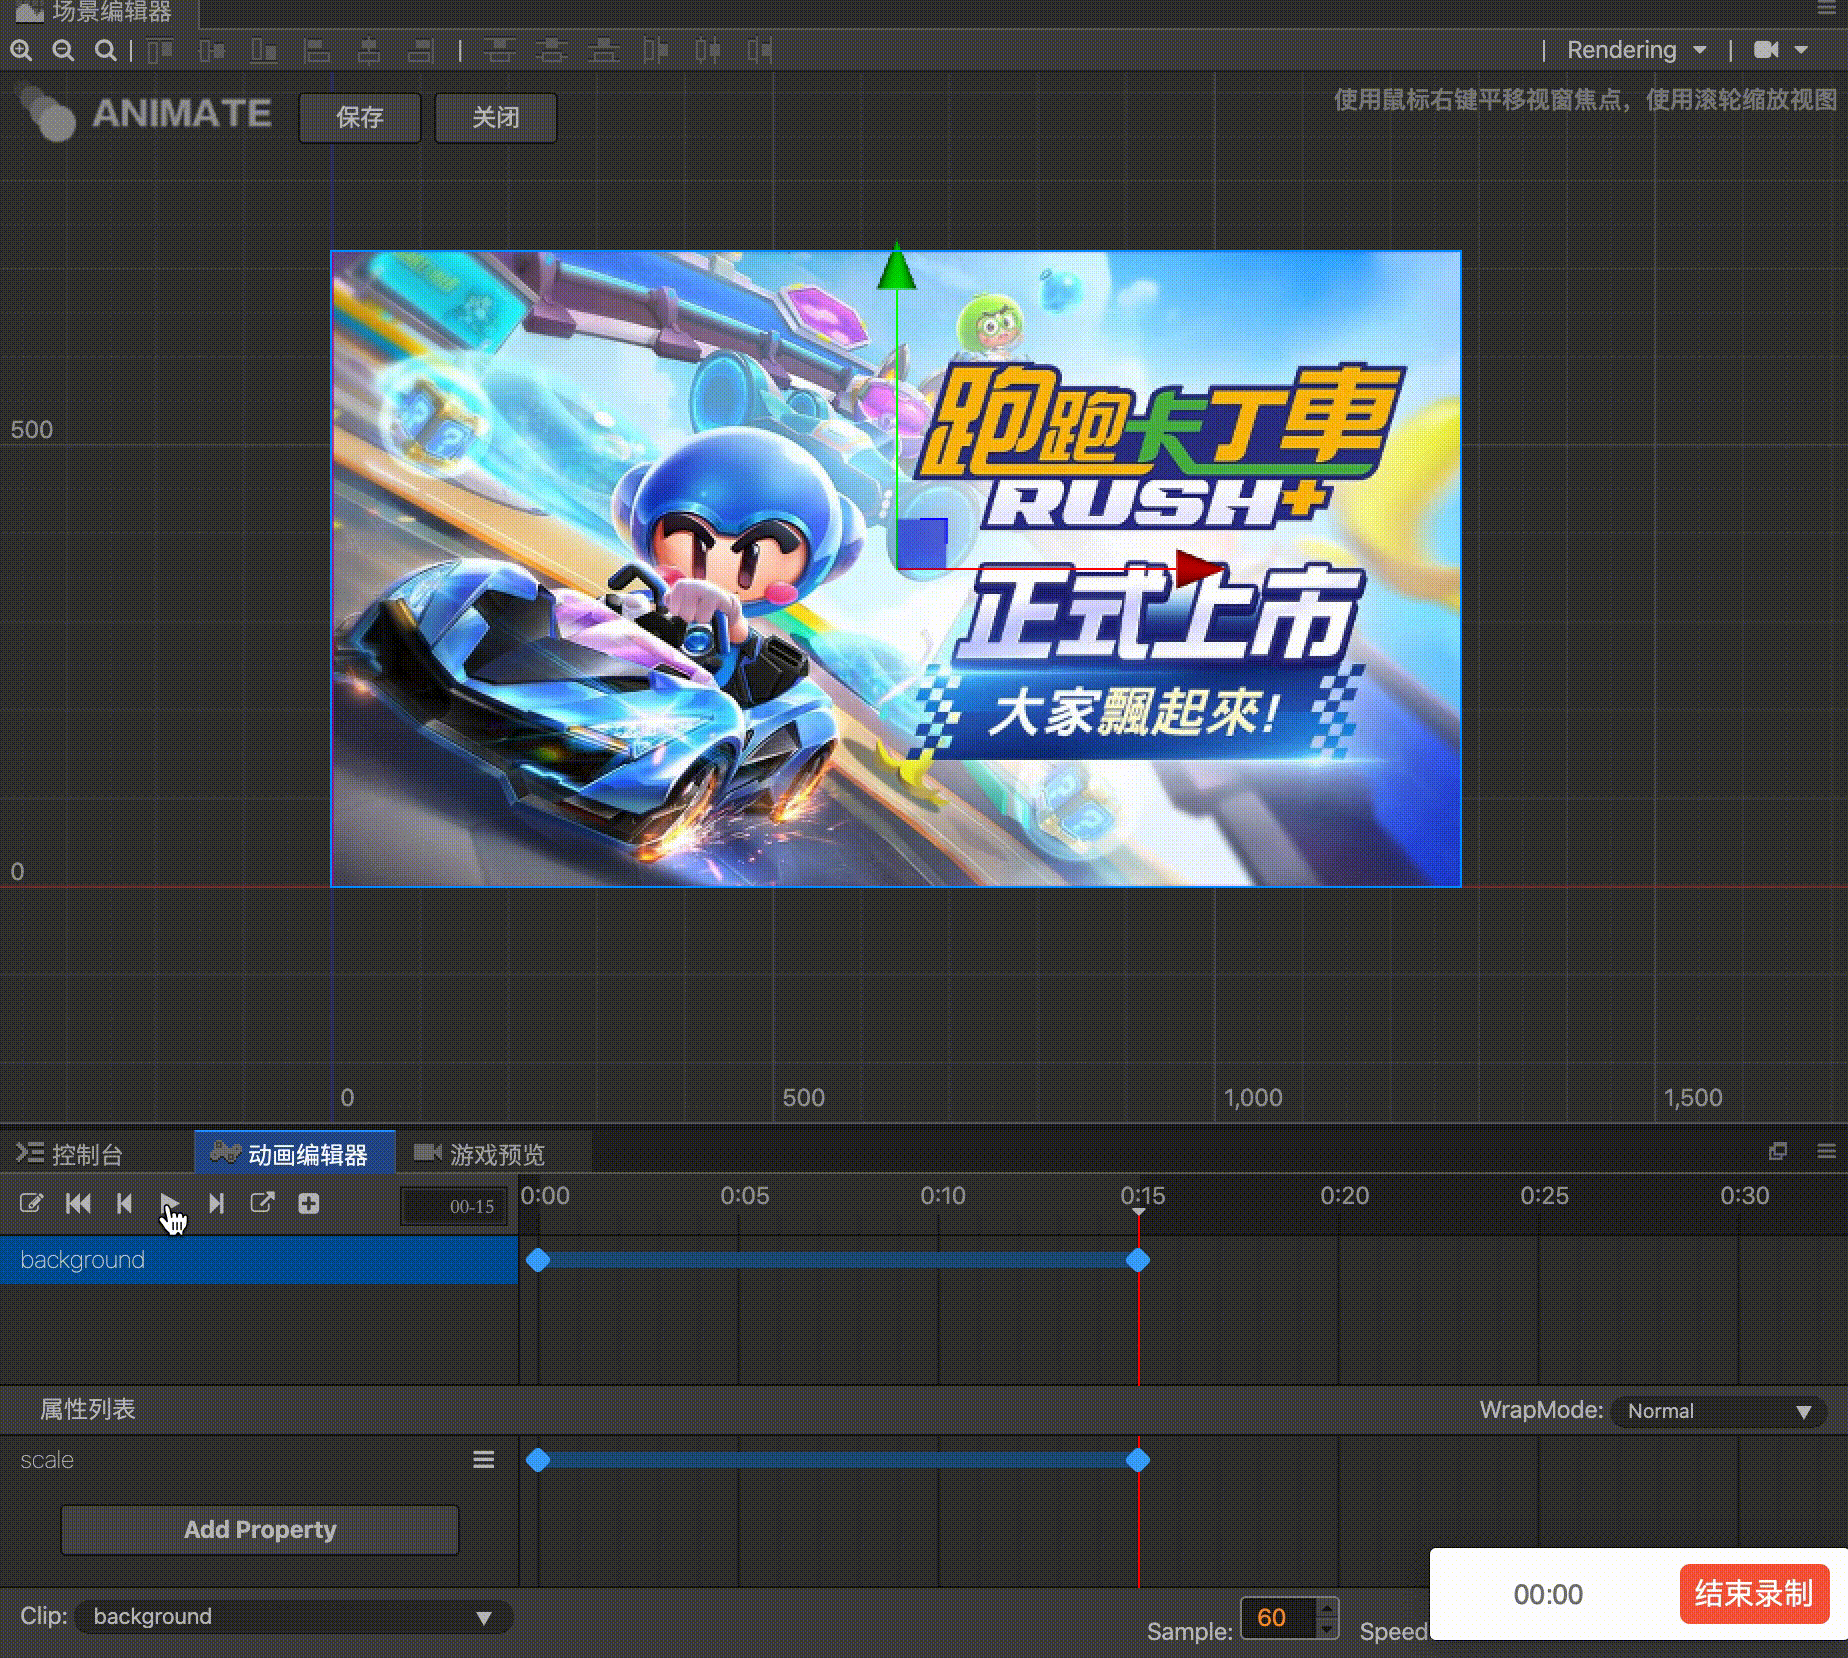 场景编辑器
Rendering
ANIMATE
保存
关闭
使用鼠标右键平移视窗焦点，使用滚轮缩放视图
跑跑卡丁車
RUSH+
正式上市
大家飄起來!
500
0
0
500
1,000
1,500
控制台
动画编辑器
游戏预览
00-15
0:00
0:05
0:10
0:15
0:20
0:25
0:30
background
属性列表
WrapMode:
Normal
scale
Add Property
Clip:
background
Sample:
60
Speed
00:00
结束录制